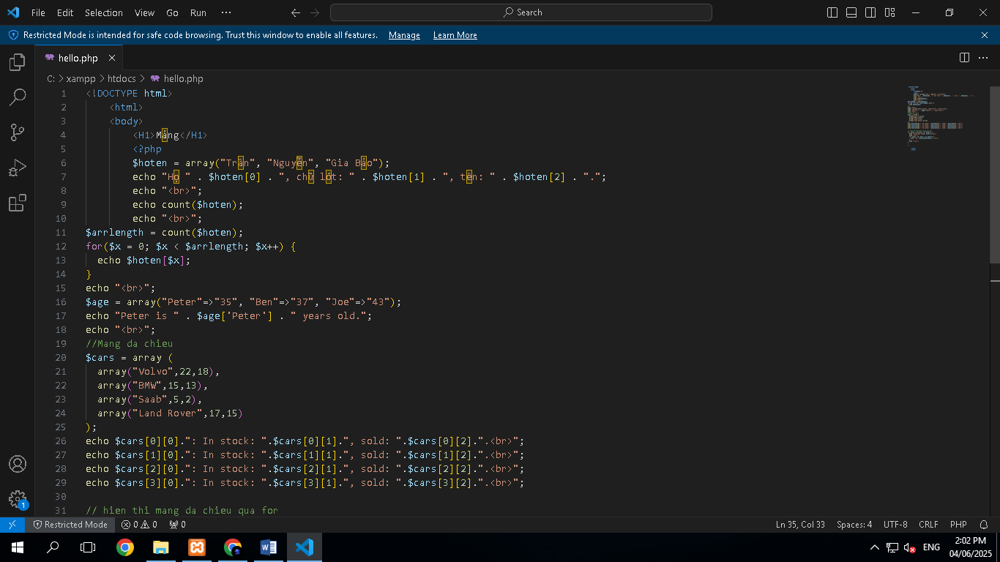 File Edit Selection View Go Run ··· Search
Restricted Mode is intended for safe code browsing. Trust this window to enable all features. Manage Learn More
hello.php
C: > xampp > htdocs > hello.php
1 <!DOCTYPE html>
2 <html>
3 <body>
4 <H1>Mảng</H1>
5 <?php
6 $hoten = array("Trần", "Nguyễn", "Gia Bảo");
7 echo "Họ " . $hoten[0] . ", chữ lót: " . $hoten[1] . ", tên: " . $hoten[2] . ".";
8 echo "<br>";
9 echo count($hoten);
10 echo "<br>";
11 $arrlength = count($hoten);
12 for($x = 0; $x < $arrlength; $x++) {
13 echo $hoten[$x];
14 }
15 echo "<br>";
16 $age = array("Peter"=>"35", "Ben"=>"37", "Joe"=>"43");
17 echo "Peter is " . $age['Peter'] . " years old.";
18 echo "<br>";
19 //Mang da chieu
20 $cars = array (
21 array("Volvo",22,18),
22 array("BMW",15,13),
23 array("Saab",5,2),
24 array("Land Rover",17,15)
25 );
26 echo $cars[0][0].": In stock: ".$cars[0][1].", sold: ".$cars[0][2].".<br>";
27 echo $cars[1][0].": In stock: ".$cars[1][1].", sold: ".$cars[1][2].".<br>";
28 echo $cars[2][0].": In stock: ".$cars[2][1].", sold: ".$cars[2][2].".<br>";
29 echo $cars[3][0].": In stock: ".$cars[3][1].", sold: ".$cars[3][2].".<br>";
30
31 // hien thi mang da chieu qua for
1
Restricted Mode 0 0 0 Ln 35, Col 33 Spaces: 4 UTF-8 CRLF PHP
ENG 2:02 PM
04/06/2025